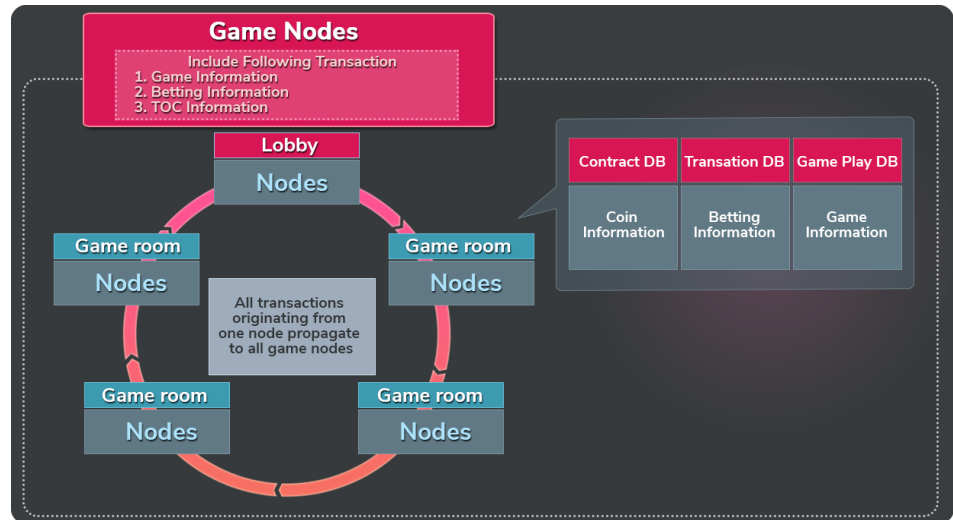 Game Nodes
Include Following Transaction
1. Game Information
2. Betting Information
3. TOC Information
Lobby
Nodes
Game room
Nodes
Game room
Nodes
All transactions
originating from
one node propagate
to all game nodes
Game room
Nodes
Game room
Nodes
Contract DB
Transation DB
Game Play DB
Coin
Information
Betting
Information
Game
Information